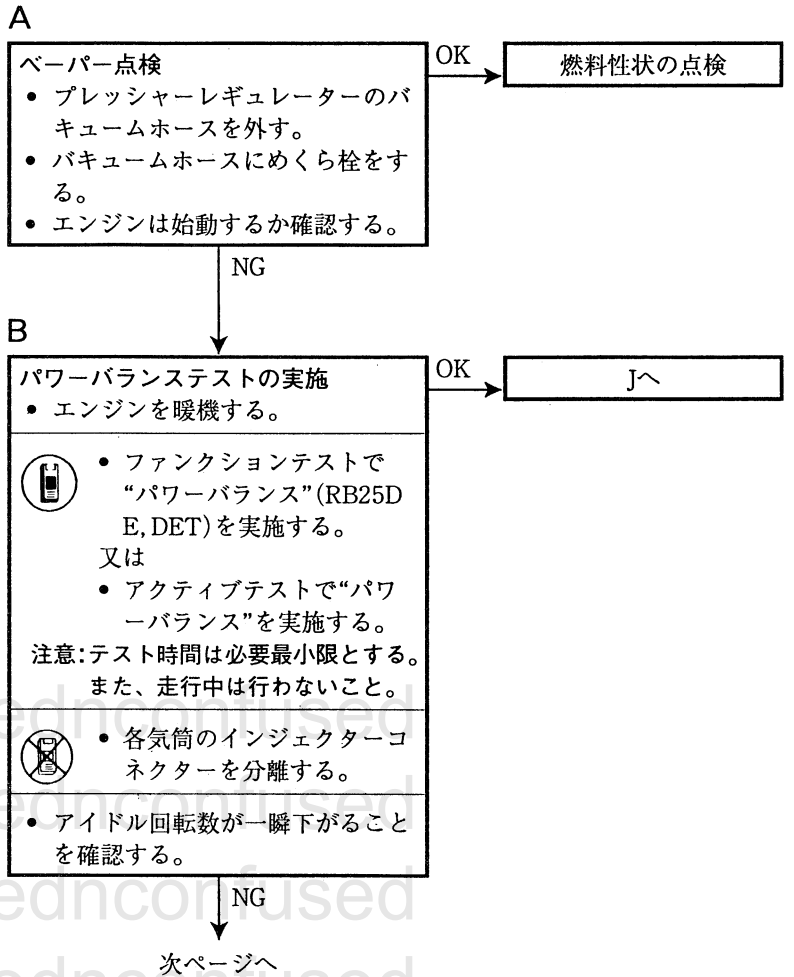 A
ベーパー点検
• プレッシャーレギュレーターのバ
キュームホースを外す。
• バキュームホースにめくら栓をす
る。
• エンジンは始動するか確認する。
OK
燃料性状の点検
NG
B
パワーバランステストの実施
• エンジンを暖機する。
OK
Jへ
• ファンクションテストで
“パワーバランス”(RB25D
E, DET)を実施する。
又は
• アクティブテストで“パワ
ーバランス”を実施する。
注意:テスト時間は必要最小限とする。
また、走行中は行わないこと。
• 各気筒のインジェクターコ
ネクターを分離する。
• アイドル回転数が一瞬下がること
を確認する。
NG
次ページへ
ednconfused
ednconfused
ednconfused
ednconfused